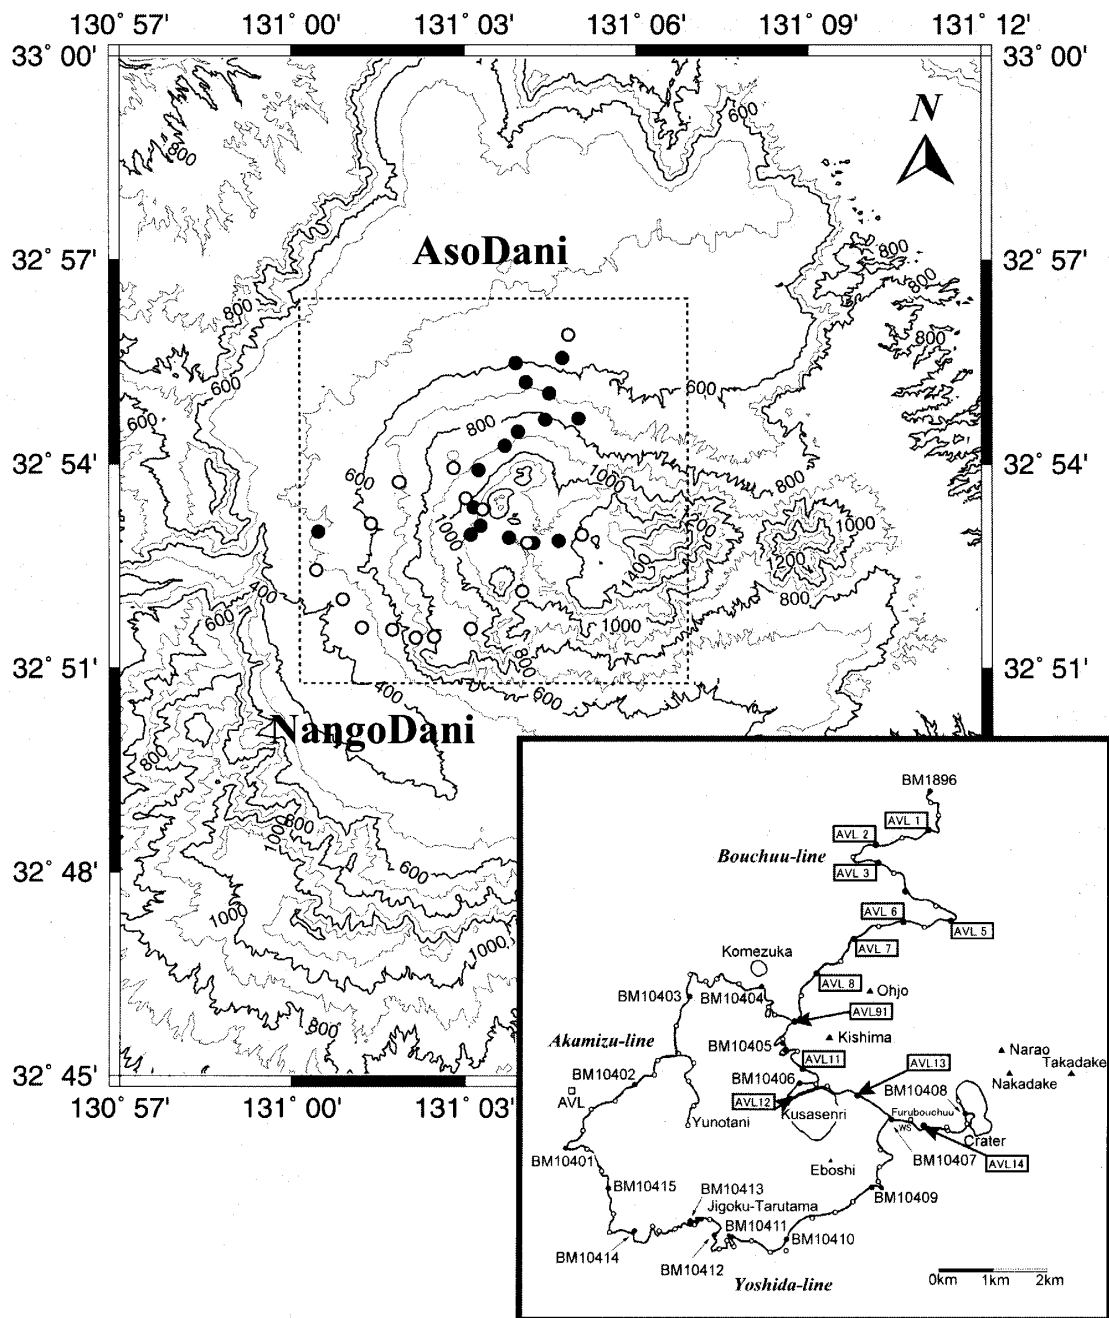 130° 57' 131° 00' 131° 03' 131° 06' 131° 09' 131° 12'
33° 00' 33° 00'
600
N
800
AsoDani
32° 57' 32° 57'
800
800
800
800
600
600
600
800
32° 54' 32° 54'
600
1000
800
1000
1200
1000
1400
1200
400
800
600
1000
32° 51' 32° 51'
800
400
600
NangoDani
800
1000
800
600
32° 48'
1000
1000
800
32° 45'
130° 57' 131° 00' 131° 03'
BM1896
AVL 1
AVL 2
Bouchuu-line
AVL 3
AVL 6
AVL 5
AVL 7
Komezuka
AVL 8
Ohjo
BM10403
BM10404
AVL91
Kishima
Akamizu-line
BM10405
Narao
AVL11
AVL13
Takadake
BM10402
BM10406
BM10408
Nakadake
AVL
AVL12
Kusasenri
Furubouchuu
WS
Yunotani
Crater
BM10401
BM10407
AVL14
Eboshi
BM10415
BM10413
BM10409
Jigoku-Tarutama
BM10411
BM10410
BM10414
BM10412
Yoshida-line
0km 1km 2km